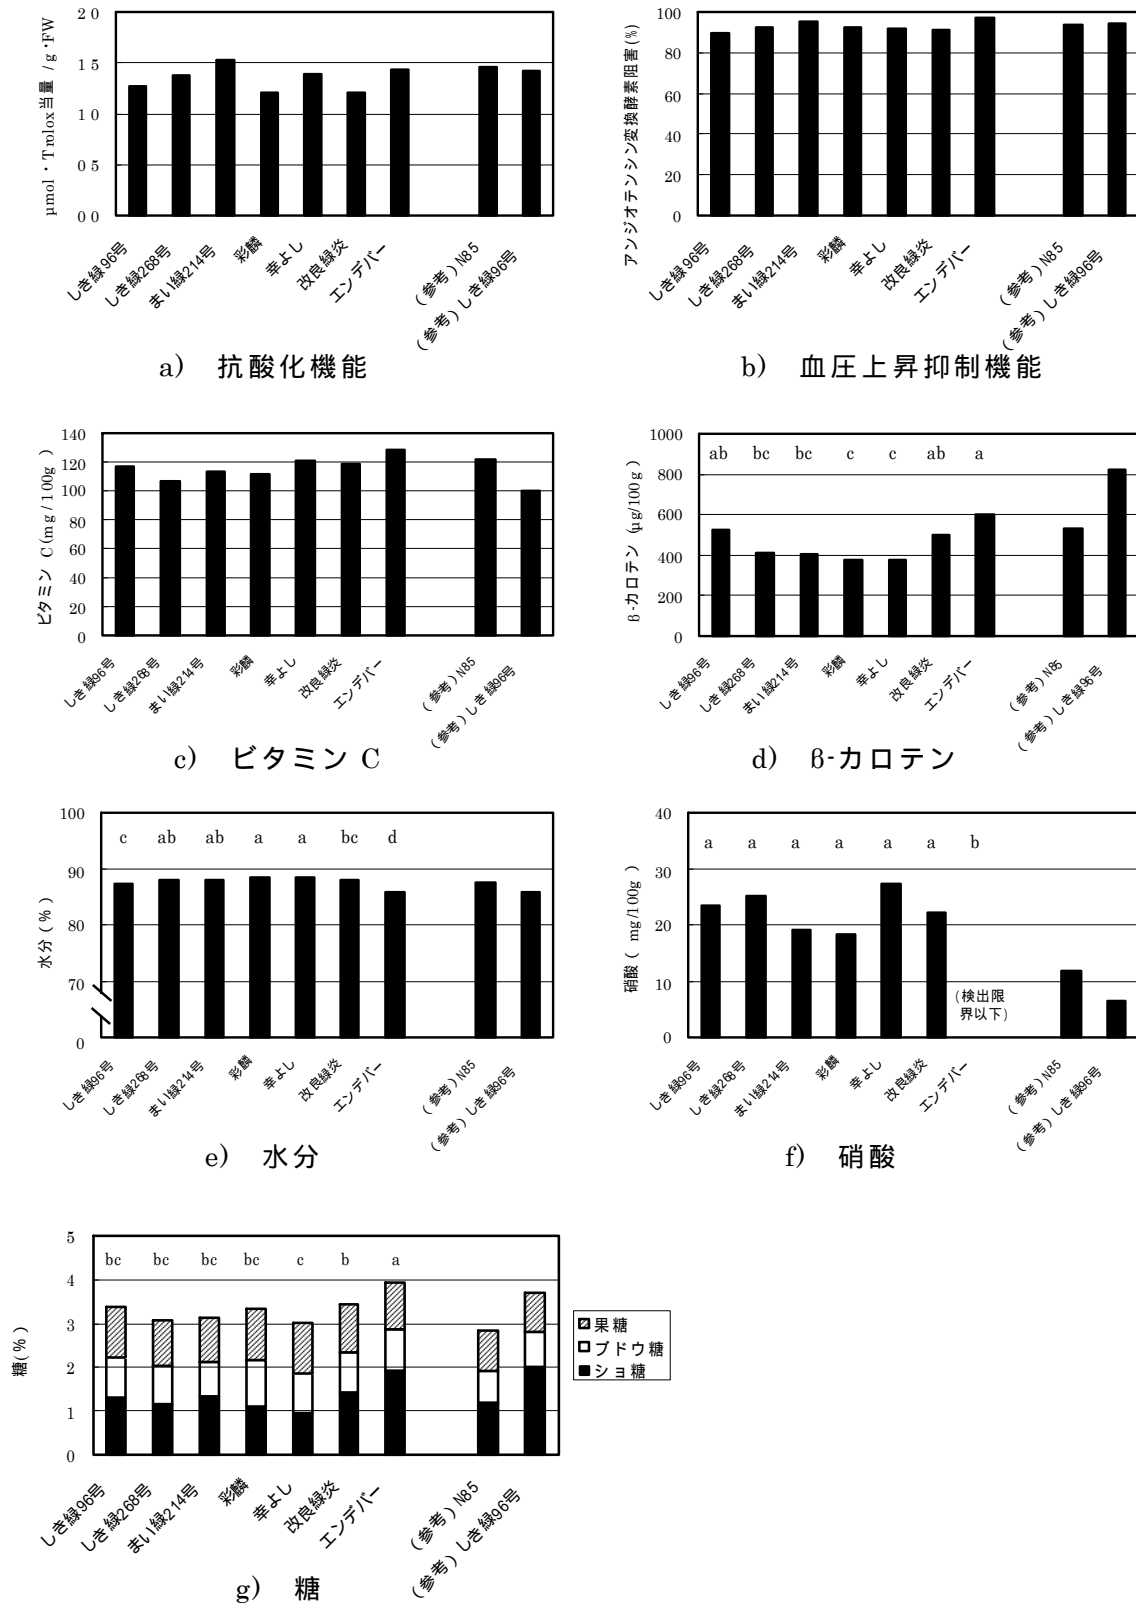 µmol・Trolox当量 /g・FW
2 0
1 5
1 0
0 5
0 0
しき緑96号
しき緑268号
まい緑214号
彩麟
幸よし
改良緑炎
エンデバー
(参考)N85
(参考)しき緑96号
a) 抗酸化機能
アンジオテンシン変換酵素阻害(%)
100
80
60
40
20
0
しき緑96号
しき緑268号
まい緑214号
彩麟
幸よし
改良緑炎
エンデバー
(参考)N85
(参考)しき緑96号
b) 血圧上昇抑制機能
ビタミン C(mg/100g)
140
120
100
80
60
40
20
0
しき緑96号
しき緑268号
まい緑214号
彩麟
幸よし
改良緑炎
エンデバー
(参考)N85
(参考)しき緑96号
c) ビタミン C
β-カロテン (µg/100g)
1000
800
600
400
200
0
ab bc bc c c ab a
しき緑96号
しき緑268号
まい緑214号
彩麟
幸よし
改良緑炎
エンデバー
(参考)N85
(参考)しき緑96号
d) β-カロテン
水分(%)
100
90
80
70
0
c ab ab a a bc d
しき緑96号
しき緑268号
まい緑214号
彩麟
幸よし
改良緑炎
エンデバー
(参考)N85
(参考)しき緑96号
e) 水分
硝酸( mg/100g)
40
30
20
10
0
a a a a a a b
(検出限
界以下)
しき緑96号
しき緑268号
まい緑214号
彩麟
幸よし
改良緑炎
エンデバー
(参考)N85
(参考)しき緑96号
f) 硝酸
糖(%)
5
4
3
2
1
0
bc bc bc bc c b a
果糖
ブドウ糖
ショ糖
しき緑96号
しき緑268号
まい緑214号
彩麟
幸よし
改良緑炎
エンデバー
(参考)N85
(参考)しき緑96号
g) 糖